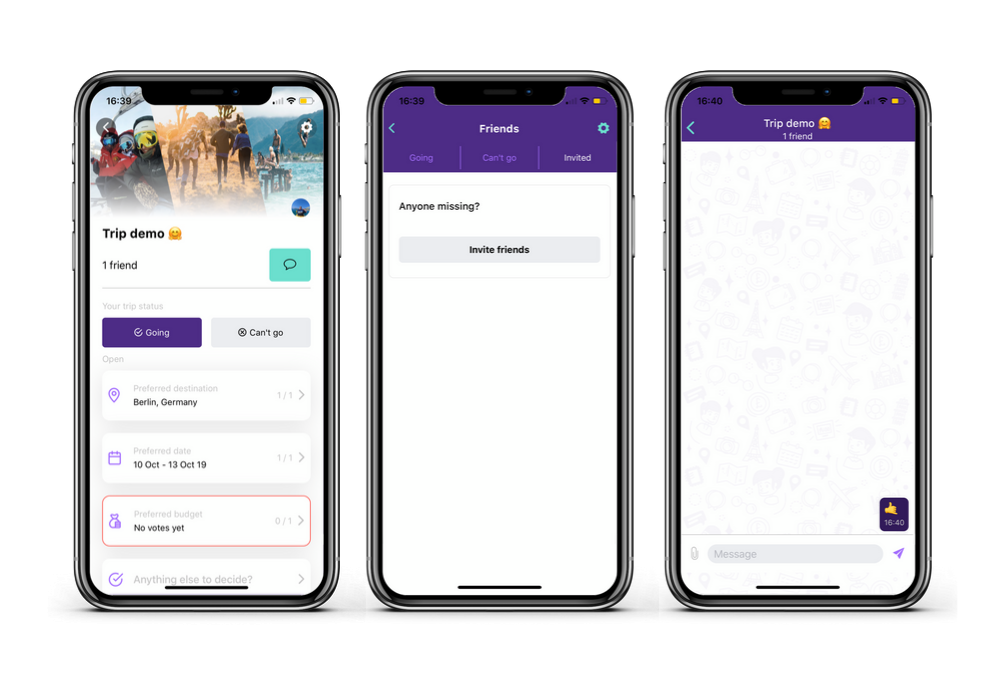 16:39
Trip demo 🤗
1 friend
Your trip status
Going
Can't go
Open
Preferred destination
Berlin, Germany
1 / 1
Preferred date
10 Oct - 13 Oct 19
1 / 1
Preferred budget
No votes yet
0 / 1
Anything else to decide?
16:39
Friends
Going
Can't go
Invited
Anyone missing?
Invite friends
16:40
Trip demo 🤗
1 friend
🤙
16:40
Message